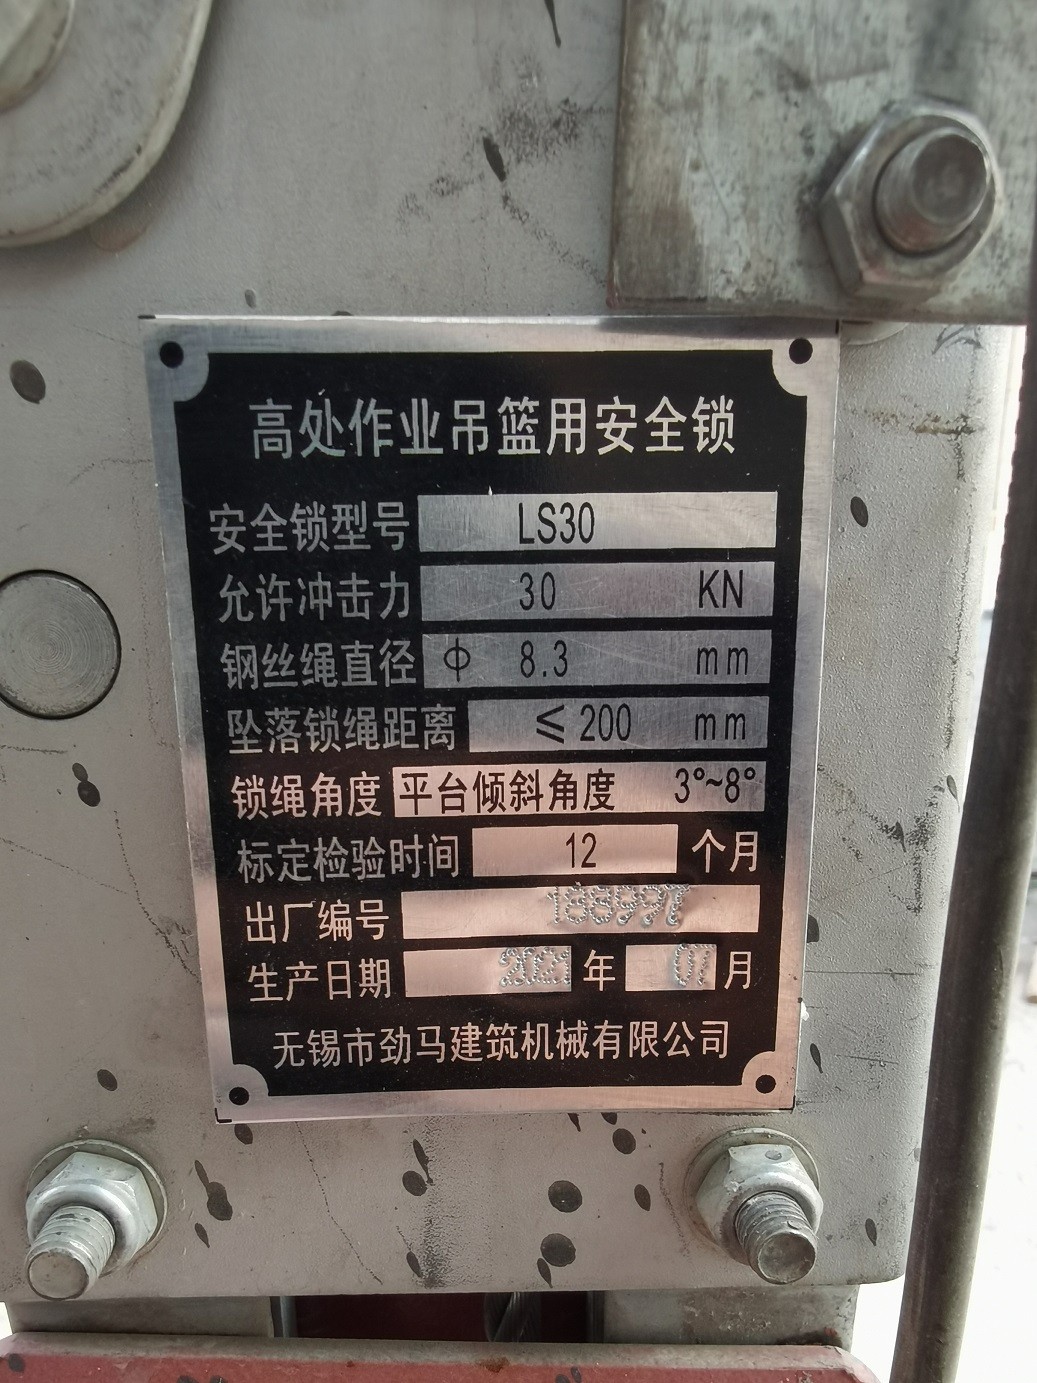 高处作业吊篮用安全锁
安全锁型号 LS30
允许冲击力 30 KN
钢丝绳直径 φ 8.3 mm
坠落锁绳距离 ≤200 mm
锁绳角度 平台倾斜角度 3°~8°
标定检验时间 12 个月
出厂编号 188997
生产日期 2021 年 07 月
无锡市劲马建筑机械有限公司